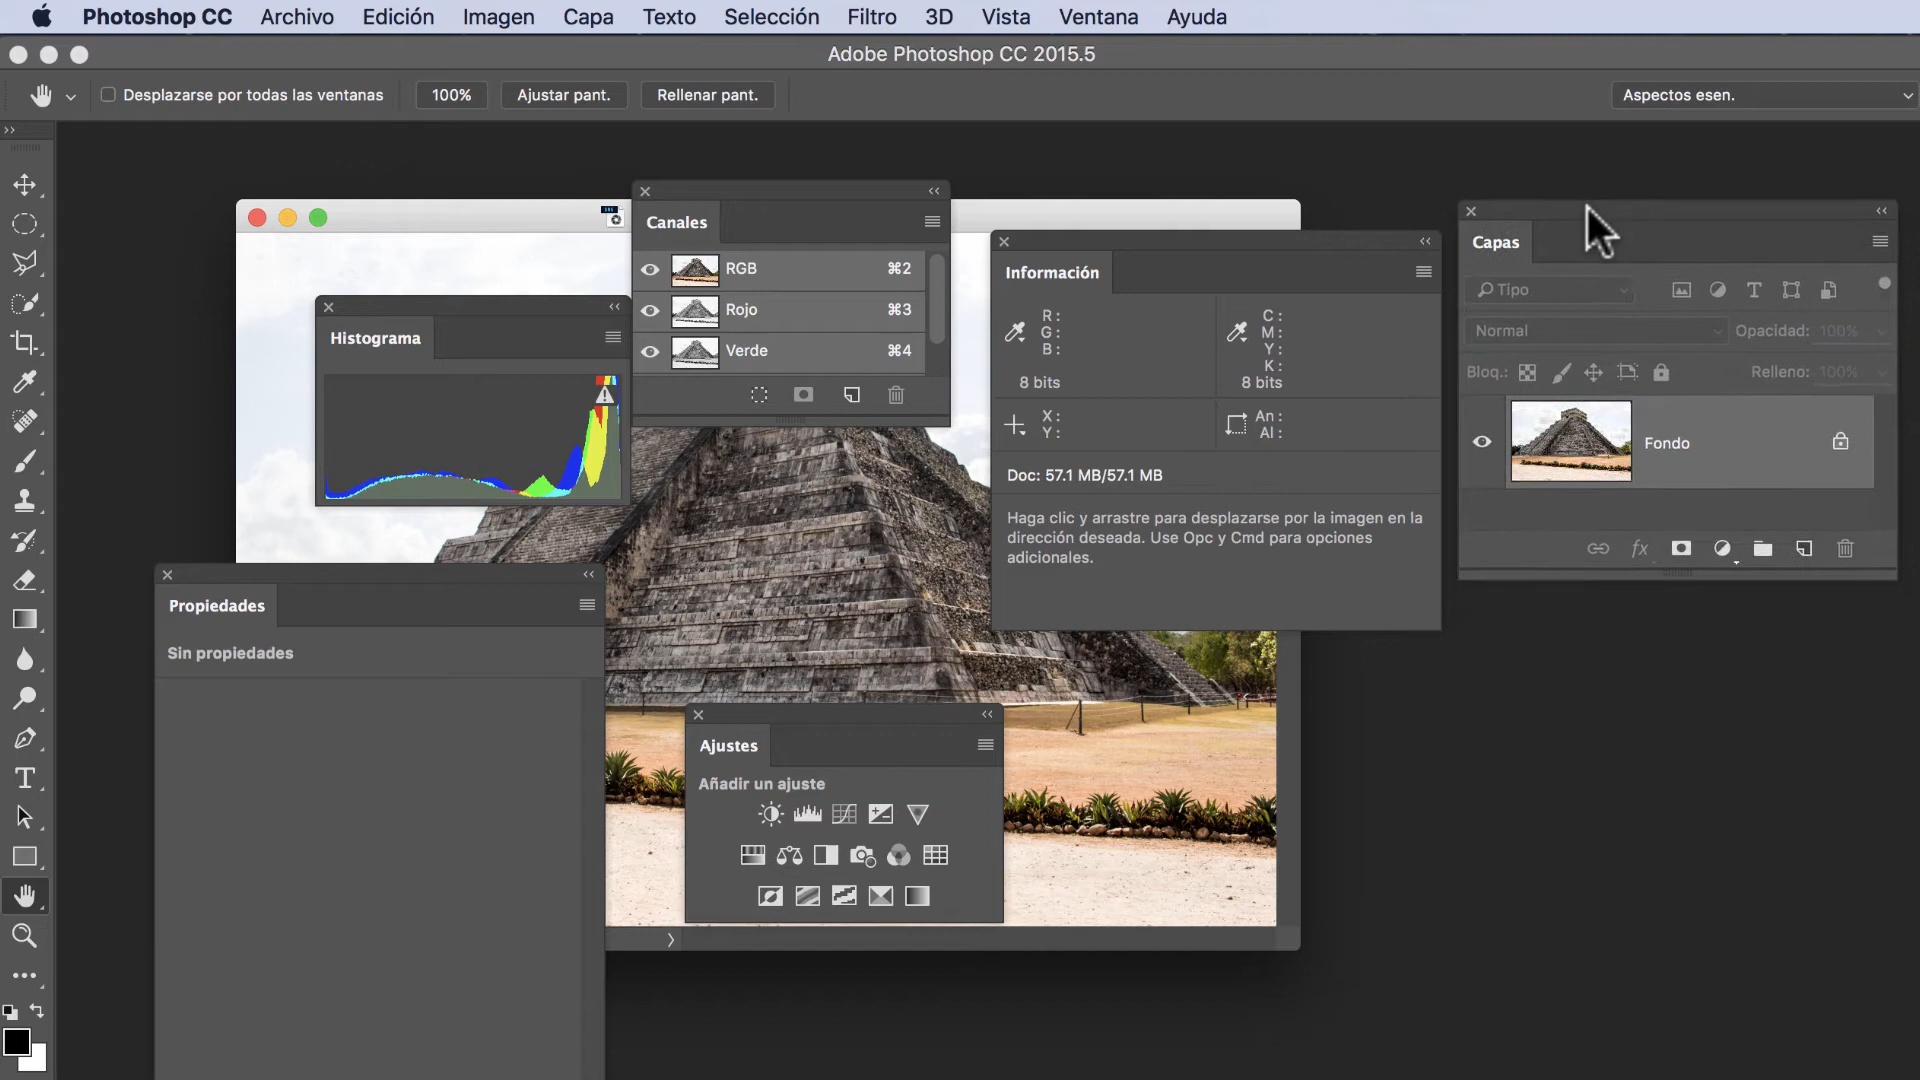 Photoshop CC Archivo Edición Imagen Capa Texto Selección Filtro 3D Vista Ventana Ayuda
Adobe Photoshop CC 2015.5
Desplazarse por todas las ventanas 100% Ajustar pant. Rellenar pant. Aspectos esen.
Canales
RGB ⌘2
Rojo ⌘3
Verde ⌘4
Histograma
Información
R :
G :
B :
8 bits
C :
M :
Y :
K :
8 bits
X :
Y :
An :
Al :
Doc: 57.1 MB/57.1 MB
Haga clic y arrastre para desplazarse por la imagen en la
dirección deseada. Use Opc y Cmd para opciones
adicionales.
Capas
Tipo
Normal Opacidad: 100%
Bloq.: Relleno: 100%
Fondo
fx
Propiedades
Sin propiedades
Ajustes
Añadir un ajuste